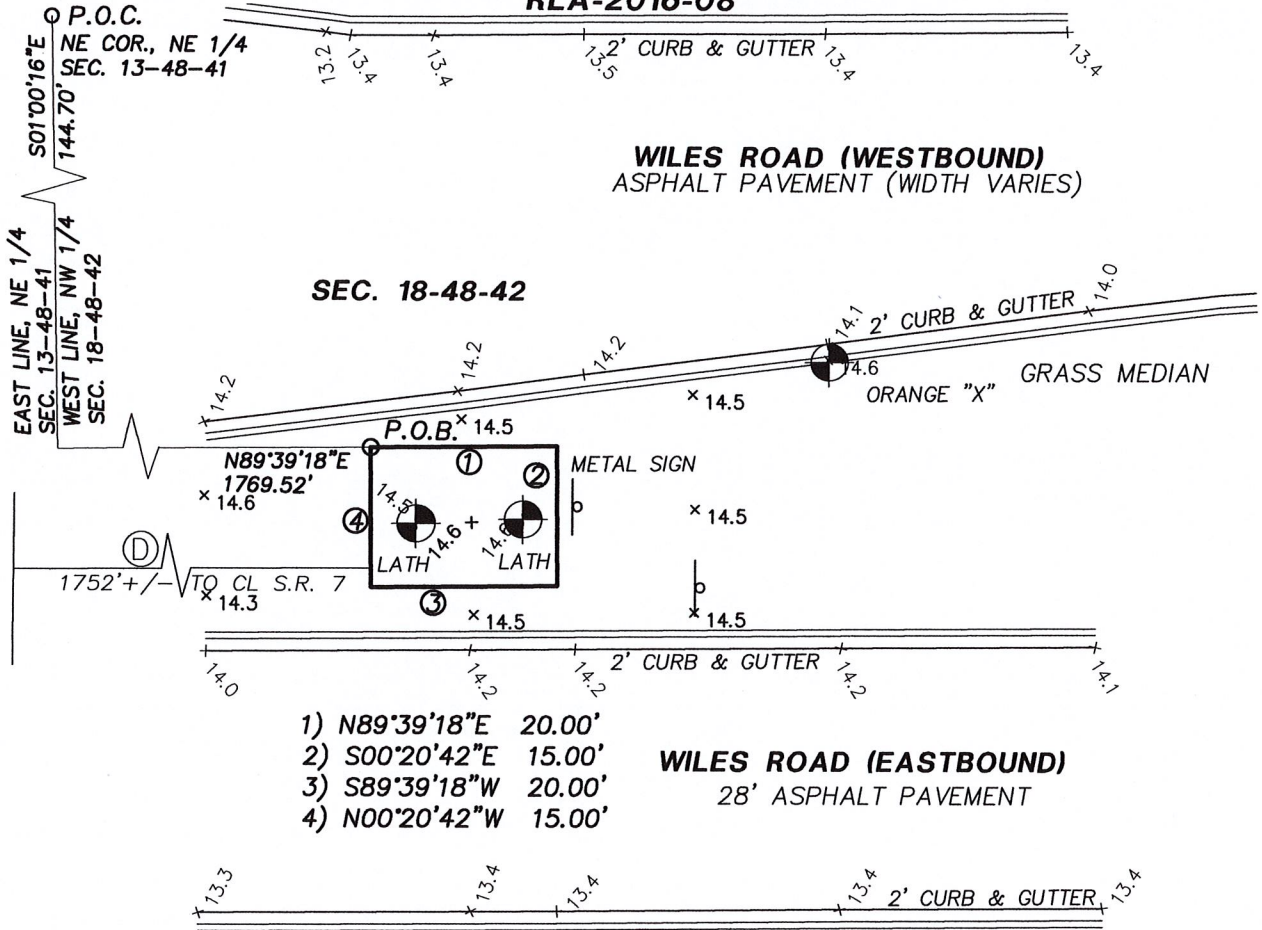 REA-2016-08
P.O.C.
NE COR., NE 1/4
SEC. 13-48-41
S01°00'16"E
144.70'
13.2
13.4
13.4
13.5
2' CURB & GUTTER
13.4
13.4
WILES ROAD (WESTBOUND)
ASPHALT PAVEMENT (WIDTH VARIES)
EAST LINE, NE 1/4
SEC. 13-48-41
WEST LINE, NW 1/4
SEC. 18-48-42
SEC. 18-48-42
14.2
14.2
14.2
14.1
2' CURB & GUTTER
14.0
14.6
ORANGE "X"
GRASS MEDIAN
14.5
P.O.B.
14.5
N89°39'18"E
1769.52'
1
2
METAL SIGN
14.6
14.5
4
14.6
14.6
14.5
LATH
LATH
D
1752'+/- TO CL S.R. 7
14.3
3
14.5
14.5
14.0
14.2
14.2
2' CURB & GUTTER
14.2
14.1
1) N89°39'18"E 20.00'
2) S00°20'42"E 15.00'
3) S89°39'18"W 20.00'
4) N00°20'42"W 15.00'
WILES ROAD (EASTBOUND)
28' ASPHALT PAVEMENT
13.3
13.4
13.4
13.4
2' CURB & GUTTER
13.4